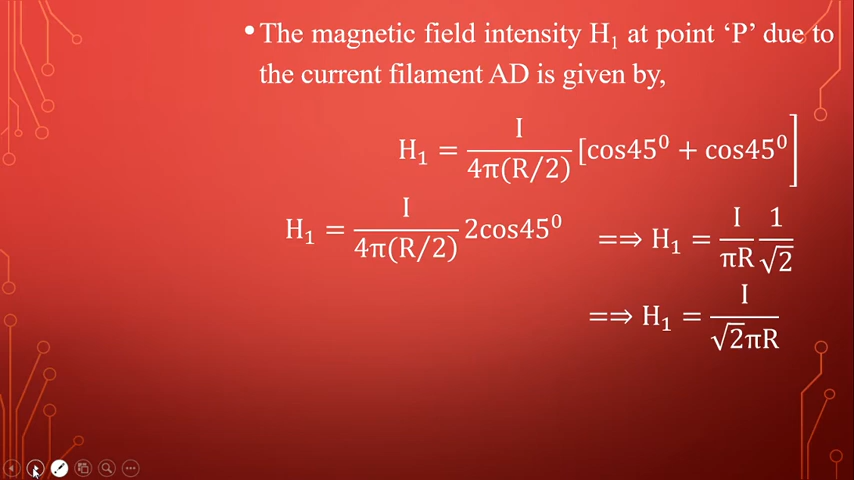 • The magnetic field intensity H₁ at point ‘P’ due to
the current filament AD is given by,
H₁ = I/4π(R/2) [cos45⁰ + cos45⁰]
H₁ = I/4π(R/2) 2cos45⁰ ==> H₁ = I/πR 1/√2
==> H₁ = I/√2πR